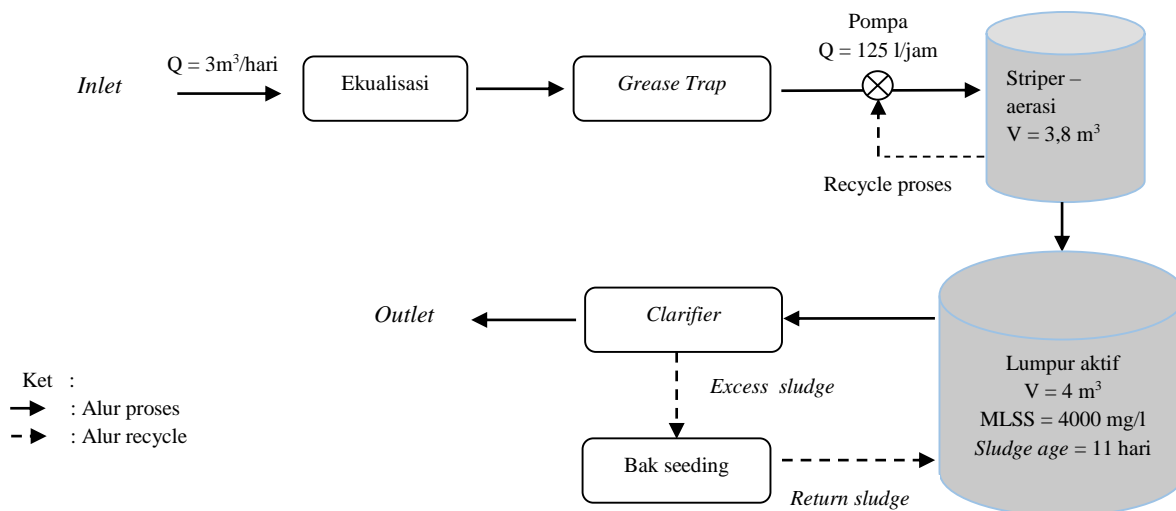 Inlet
Q = 3m³/hari
Ekualisasi
Grease Trap
Pompa
Q = 125 l/jam
Striper –
aerasi
V = 3,8 m³
Recycle proses
Outlet
Clarifier
Excess sludge
Bak seeding
Return sludge
Lumpur aktif
V = 4 m³
MLSS = 4000 mg/l
Sludge age = 11 hari
Ket :
: Alur proses
: Alur recycle